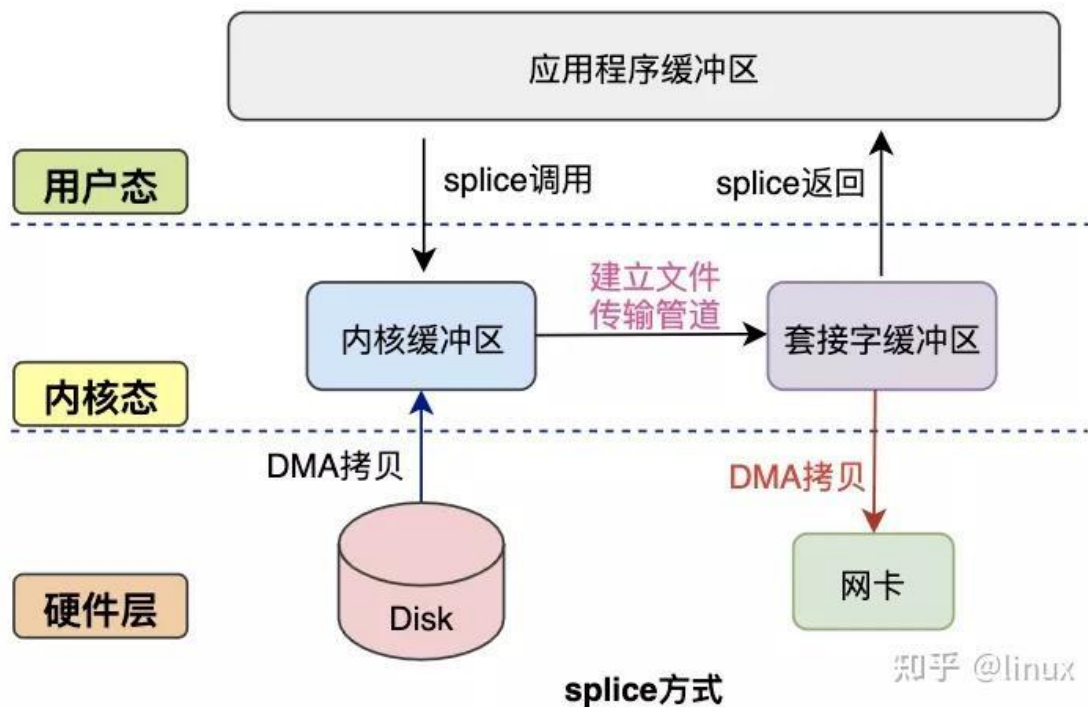 应用程序缓冲区
用户态
splice调用
splice返回
建立文件
传输管道
内核缓冲区
套接字缓冲区
内核态
DMA拷贝
DMA拷贝
硬件层
Disk
网卡
知乎 @linux
splice方式